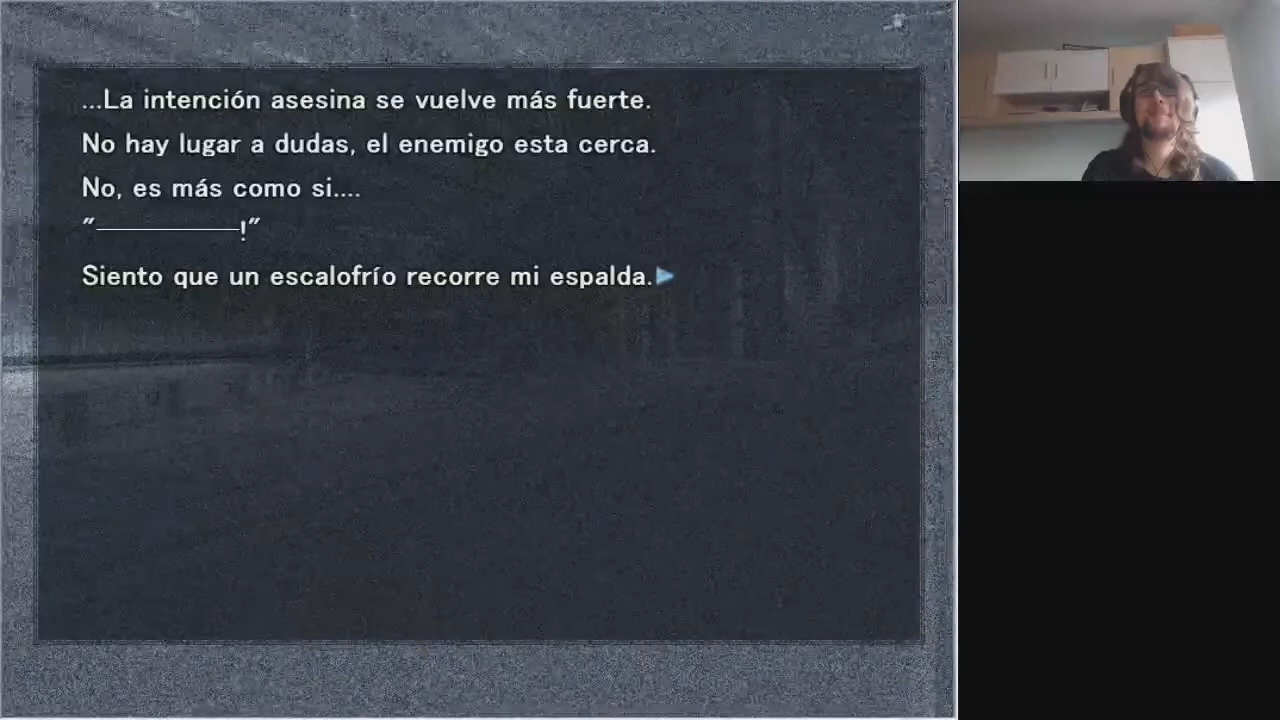 ...La intención asesina se vuelve más fuerte.
No hay lugar a dudas, el enemigo esta cerca.
No, es más como si....
"―――――――!"
Siento que un escalofrío recorre mi espalda.